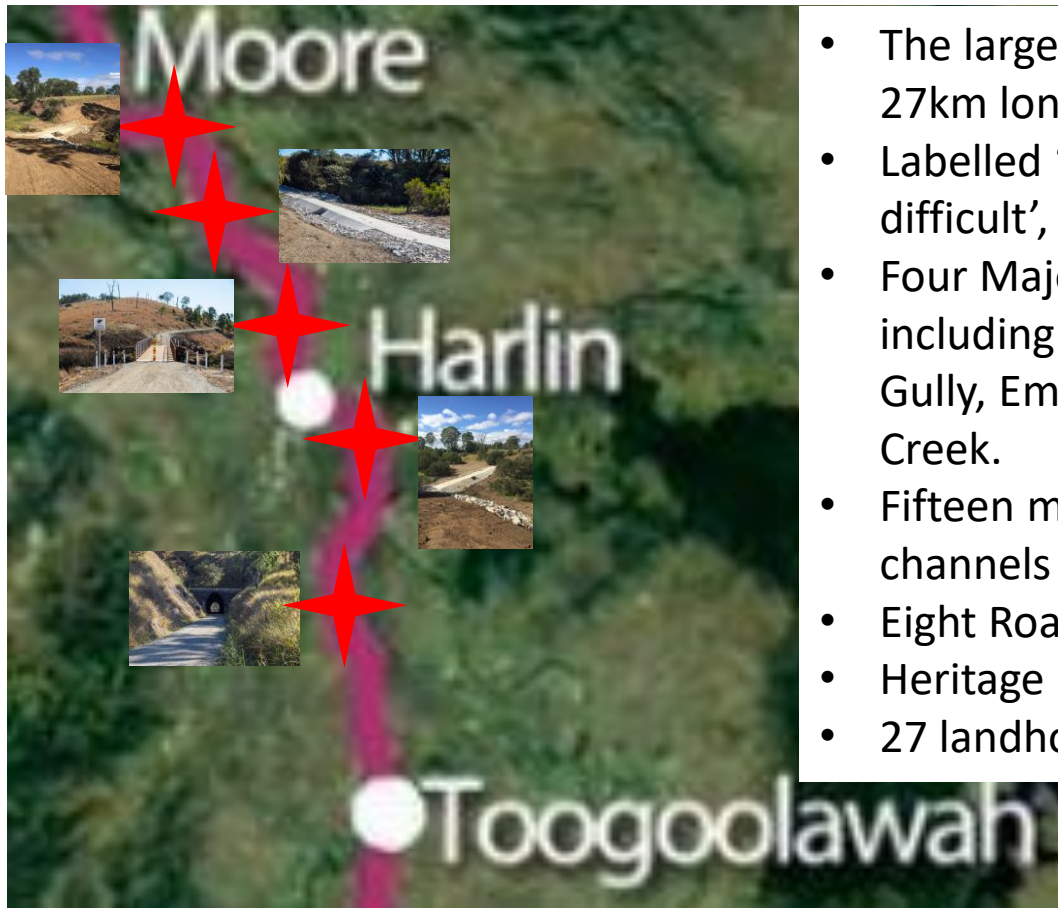 Moore
Harlin
Toogoolawah
• The large
27km lon
• Labelled ‘
difficult’,
• Four Maj
including
Gully, Em
Creek.
• Fifteen m
channels
• Eight Roa
• Heritage
• 27 landh